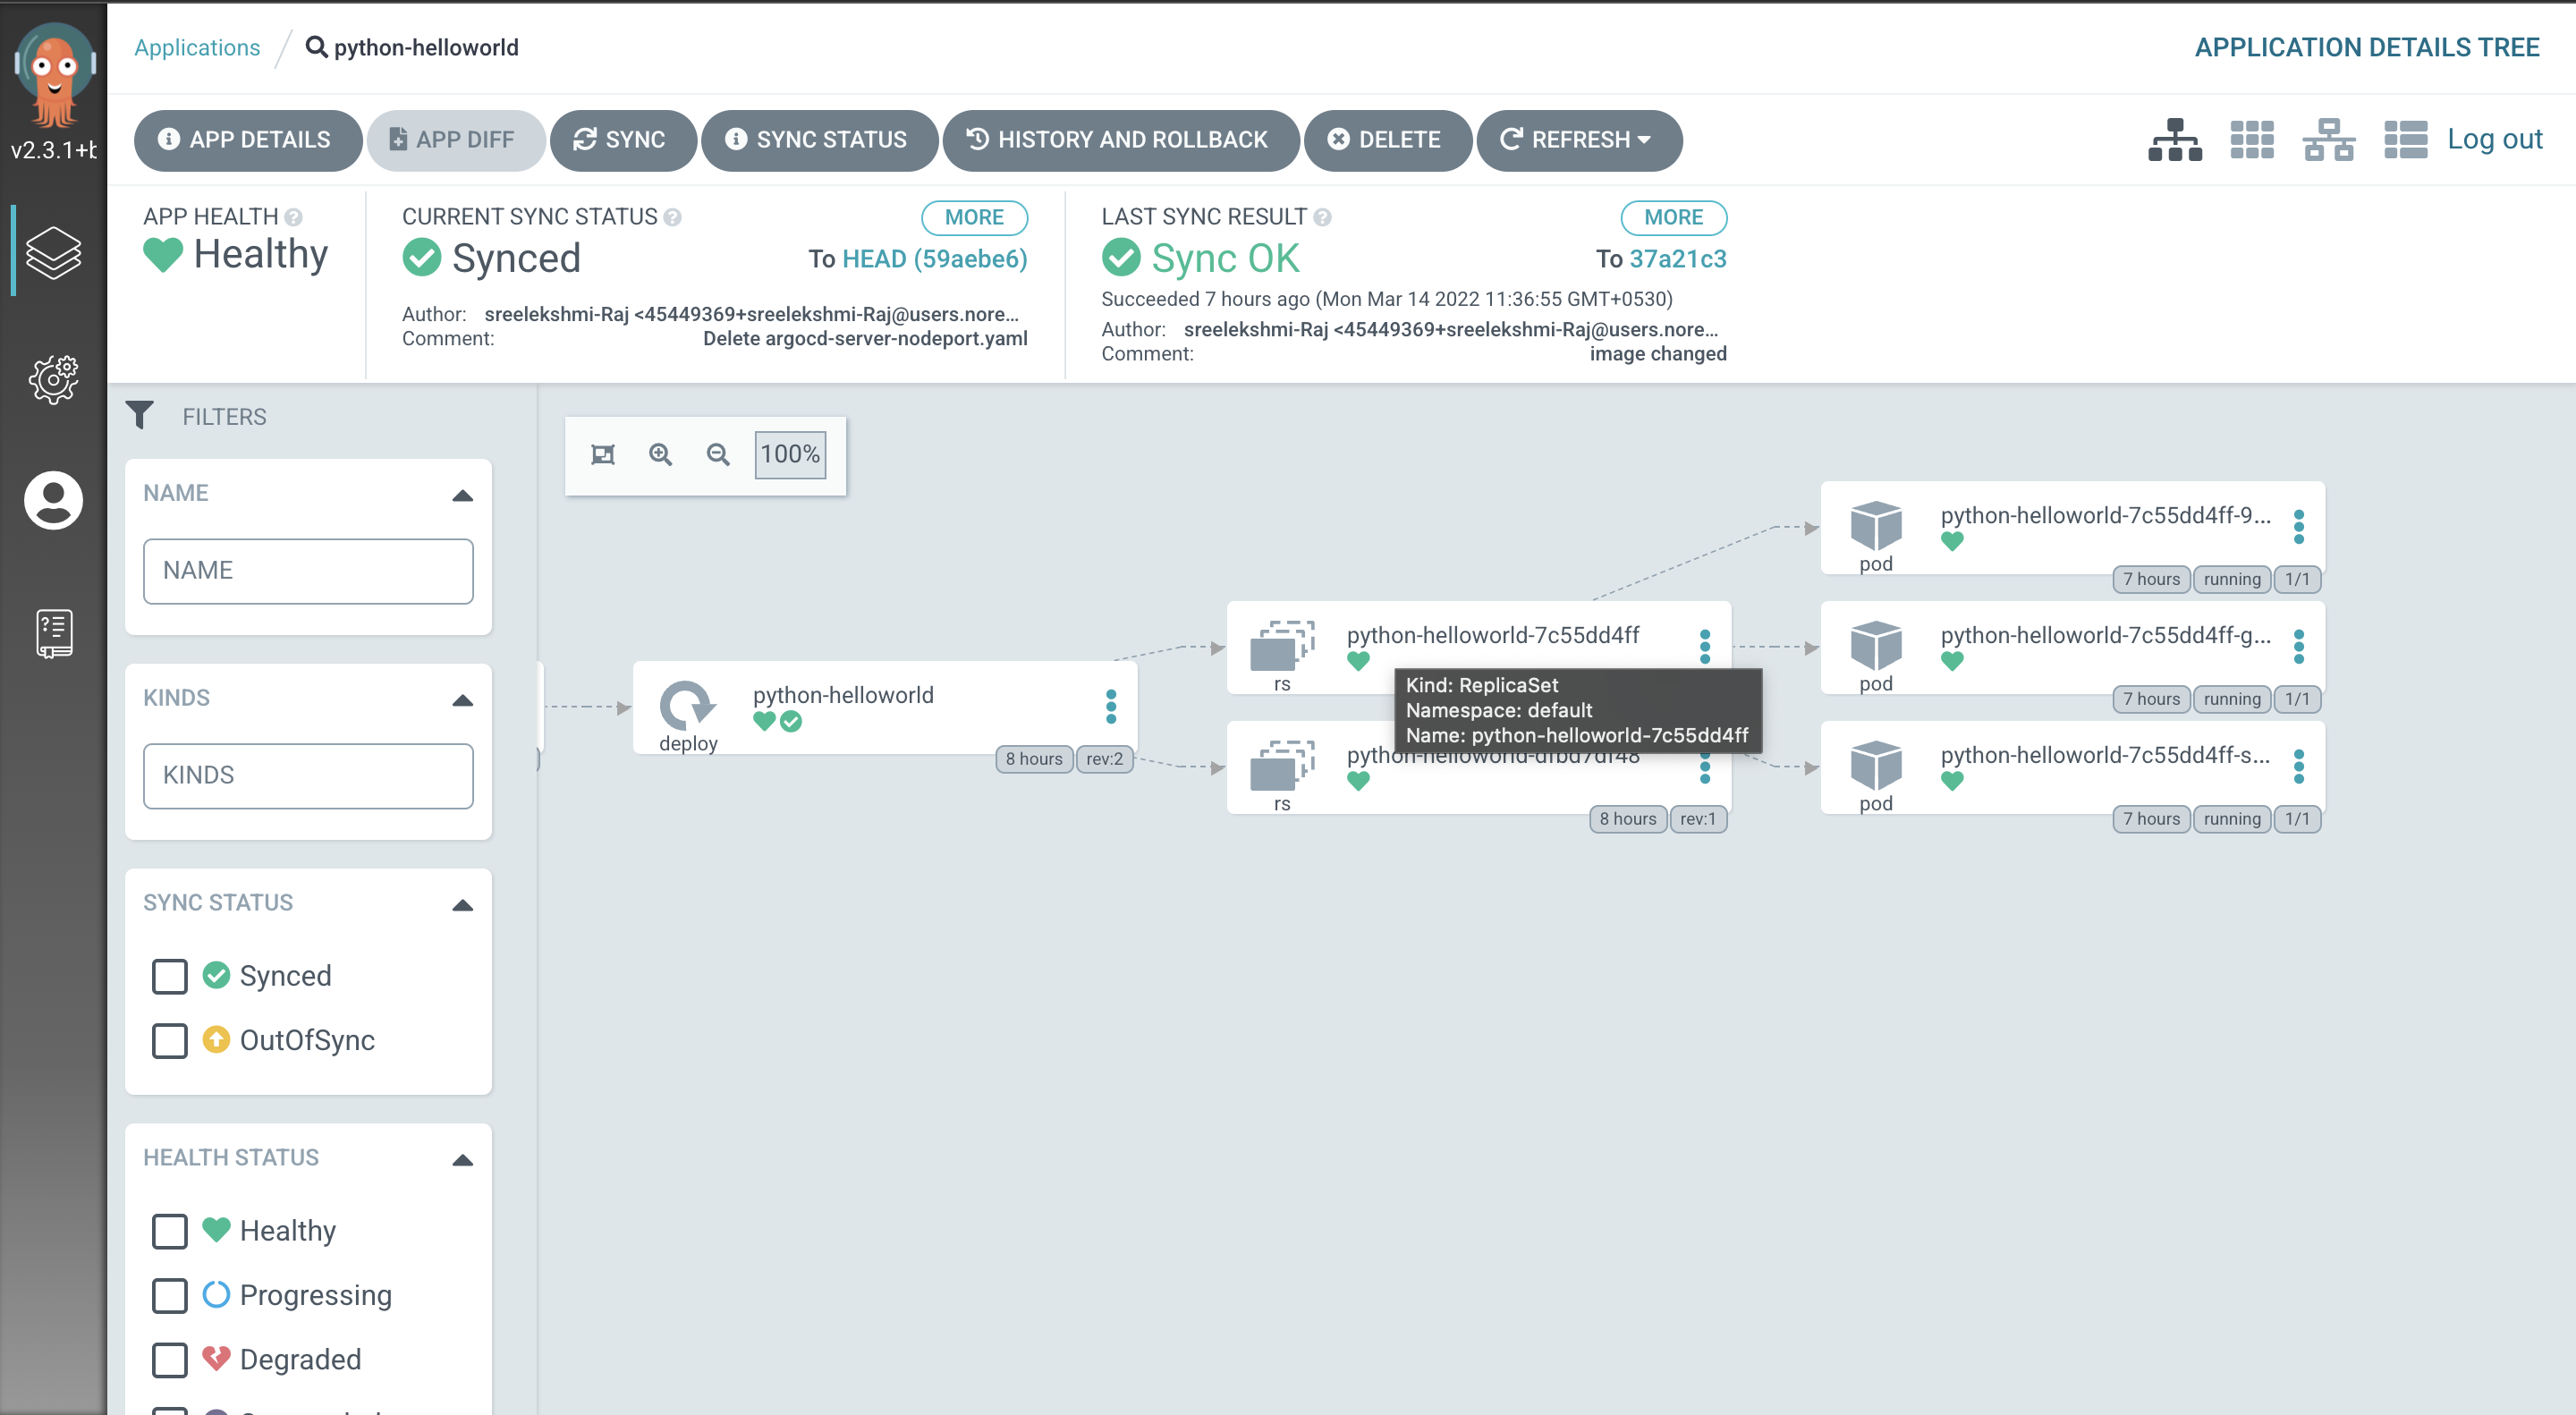 Applications / python-helloworld
APPLICATION DETAILS TREE
v2.3.1+
APP DETAILS
APP DIFF
SYNC
SYNC STATUS
HISTORY AND ROLLBACK
DELETE
REFRESH
Log out
APP HEALTH
Healthy
CURRENT SYNC STATUS
MORE
Synced
To HEAD (59aebe6)
Author: sreelekshmi-Raj <45449369+sreelekshmi-Raj@users.nore...
Comment: Delete argocd-server-nodeport.yaml
LAST SYNC RESULT
MORE
Sync OK
To 37a21c3
Succeeded 7 hours ago (Mon Mar 14 2022 11:36:55 GMT+0530)
Author: sreelekshmi-Raj <45449369+sreelekshmi-Raj@users.nore...
Comment: image changed
FILTERS
NAME
NAME
KINDS
KINDS
SYNC STATUS
Synced
OutOfSync
HEALTH STATUS
Healthy
Progressing
Degraded
100%
python-helloworld
deploy
8 hours
rev:2
python-helloworld-7c55dd4ff
rs
Kind: ReplicaSet
Namespace: default
Name: python-helloworld-7c55dd4ff
python-helloworld-dfbd7df48
rs
8 hours
rev:1
python-helloworld-7c55dd4ff-9...
pod
7 hours
running
1/1
python-helloworld-7c55dd4ff-g...
pod
7 hours
running
1/1
python-helloworld-7c55dd4ff-s...
pod
7 hours
running
1/1